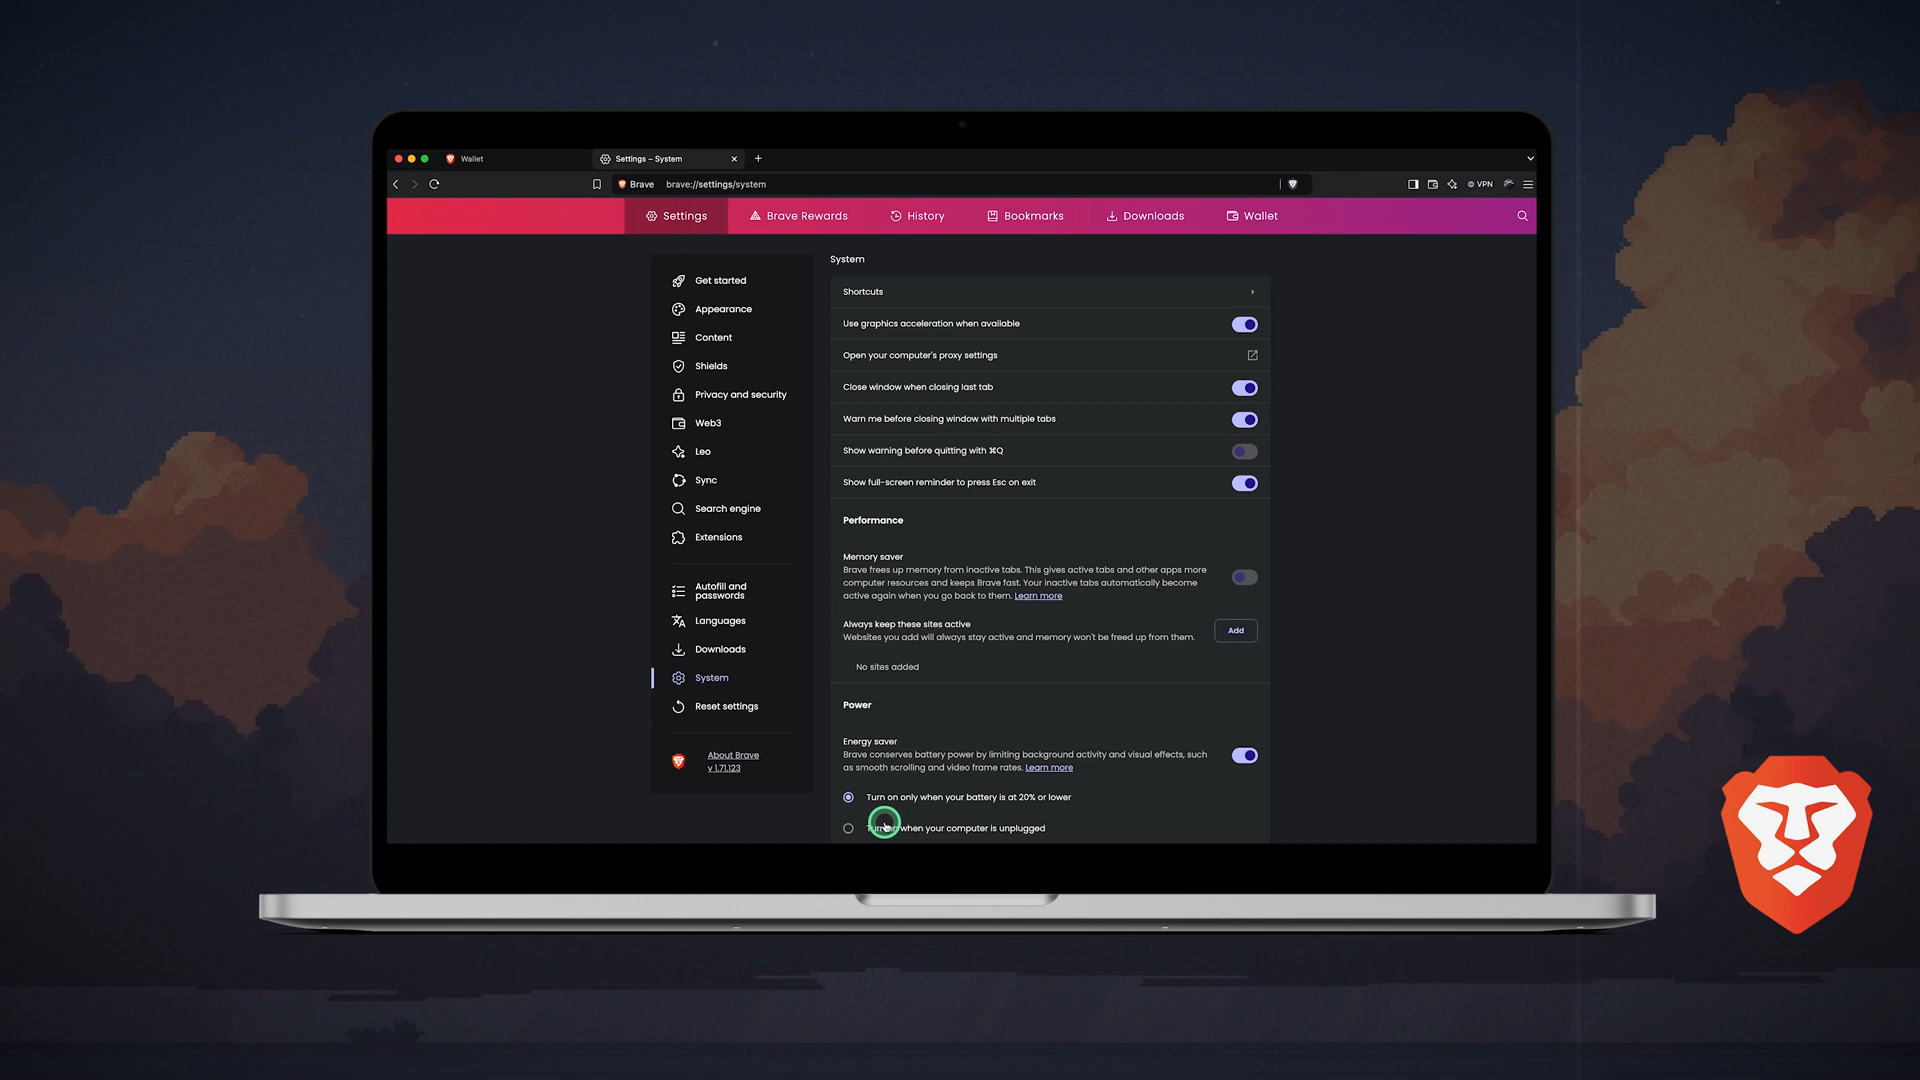 Wallet
Settings – System
Brave
brave://settings/system
VPN
Settings
Brave Rewards
History
Bookmarks
Downloads
Wallet
Get started
Appearance
Content
Shields
Privacy and security
Web3
Leo
Sync
Search engine
Extensions
Autofill and
passwords
Languages
Downloads
System
Reset settings
About Brave
v 1.71.123
System
Shortcuts
Use graphics acceleration when available
Open your computer's proxy settings
Close window when closing last tab
Warn me before closing window with multiple tabs
Show warning before quitting with ⌘Q
Show full-screen reminder to press Esc on exit
Performance
Memory saver
Brave frees up memory from inactive tabs. This gives active tabs and other apps more
computer resources and keeps Brave fast. Your inactive tabs automatically become
active again when you go back to them. Learn more
Always keep these sites active
Websites you add will always stay active and memory won't be freed up from them.
Add
No sites added
Power
Energy saver
Brave conserves battery power by limiting background activity and visual effects, such
as smooth scrolling and video frame rates. Learn more
Turn on only when your battery is at 20% or lower
Turn on when your computer is unplugged